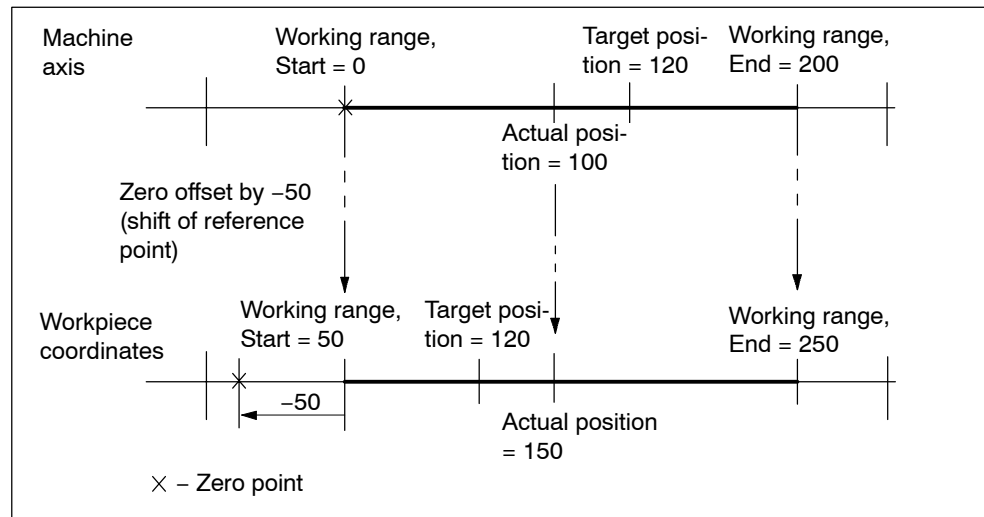 Machine
axis
Working range,
Start = 0
Target posi-
tion = 120
Working range,
End = 200
Actual posi-
tion = 100
Zero offset by −50
(shift of reference
point)
Workpiece
coordinates
Working range,
Start = 50
Target posi-
tion = 120
Working range,
End = 250
−50
Actual position
= 150
× − Zero point